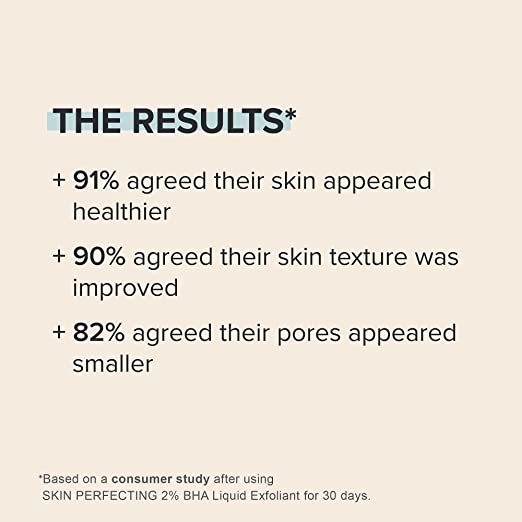 THE RESULTS*
+ 91% agreed their skin appeared
healthier
+ 90% agreed their skin texture was
improved
+ 82% agreed their pores appeared
smaller
*Based on a consumer study after using
SKIN PERFECTING 2% BHA Liquid Exfoliant for 30 days.